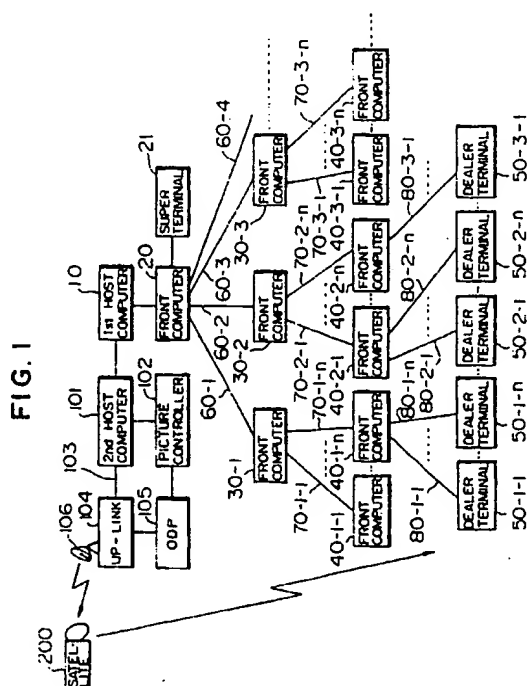 FIG. 1
200
SATEL-
LITE
106
104
UP-LINK
103
105
ODP
101
2nd HOST
COMPUTER
102
PICTURE
CONTROLLER
10
1st HOST
COMPUTER
20
FRONT
COMPUTER
21
SUPER
TERMINAL
60-1
60-2
60-3
60-4
30-1
FRONT
COMPUTER
30-2
FRONT
COMPUTER
30-3
FRONT
COMPUTER
70-1-1
70-1-n
70-2-1
70-2-n
70-3-1
70-3-n
40-1-1
FRONT
COMPUTER
40-1-n
FRONT
COMPUTER
40-2-1
FRONT
COMPUTER
40-2-n
FRONT
COMPUTER
40-3-1
FRONT
COMPUTER
40-3-n
FRONT
COMPUTER
80-1-1
80-1-n
80-2-1
80-2-n
80-3-1
DEALER
TERMINAL
50-1-1
DEALER
TERMINAL
50-1-n
DEALER
TERMINAL
50-2-1
DEALER
TERMINAL
50-2-n
DEALER
TERMINAL
50-3-1